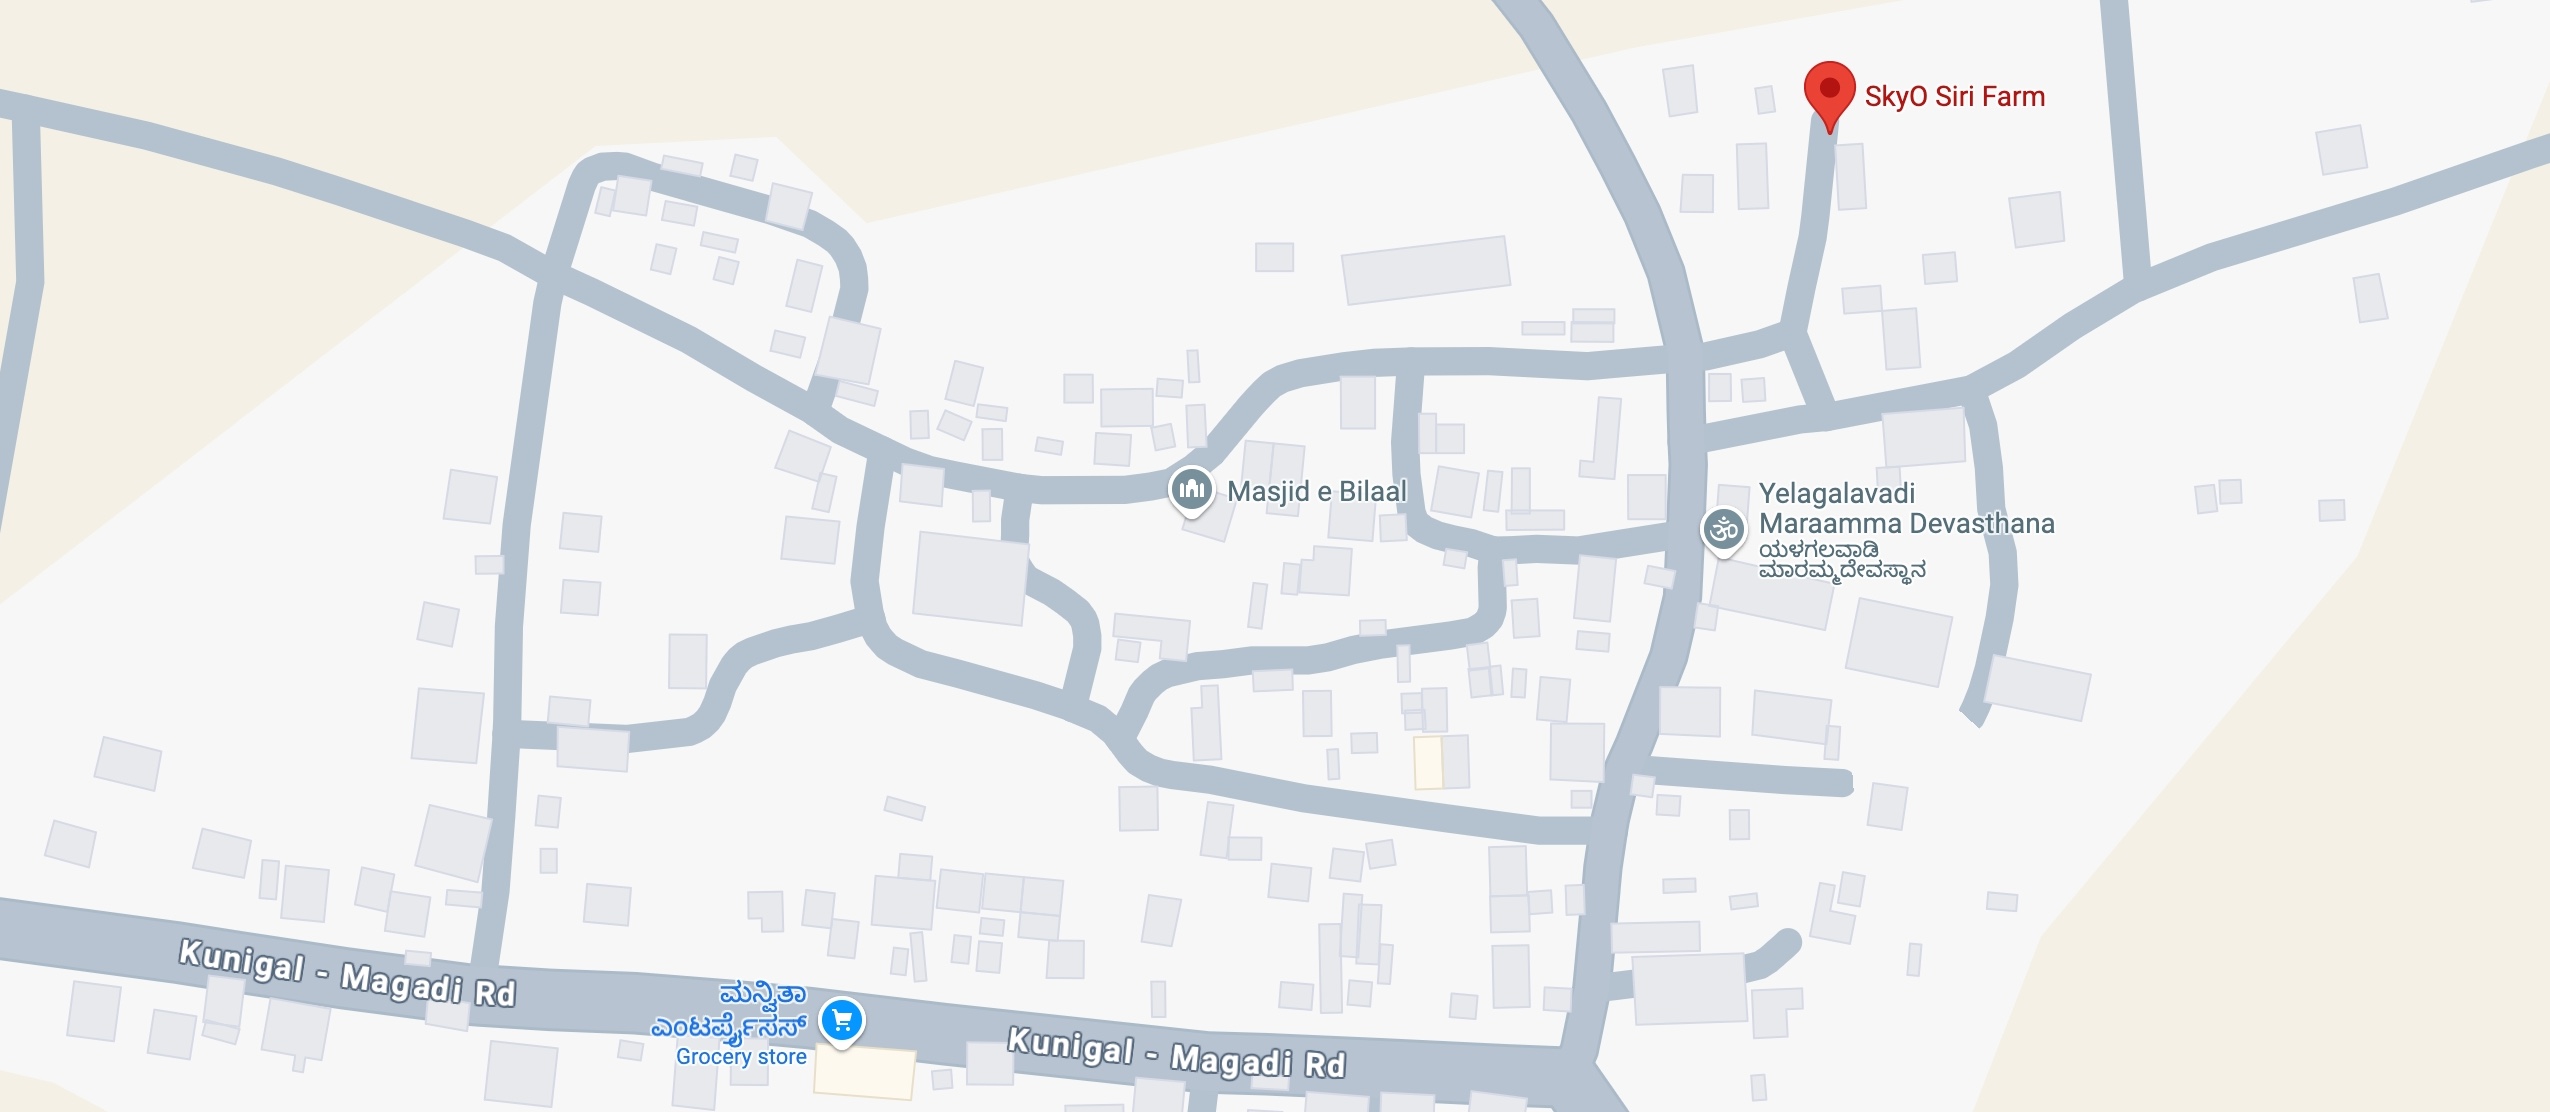 SkyO Siri Farm
Masjid e Bilaal
Yelagalavadi
Maraamma Devasthana
ಯಳಗಲವಾಡಿ
ಮಾರಮ್ಮದೇವಸ್ಥಾನ
Kunigal - Magadi Rd
ಮನ್ವಿತಾ
ಎಂಟರ್ಪ್ರೈಸಸ್
Grocery store
Kunigal - Magadi Rd